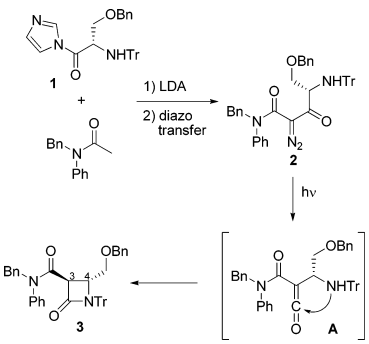 OBn
N
N
NHTr
O
1
+
Bn
O
N
Ph
1) LDA
2) diazo
transfer
OBn
NHTr
O
Bn
N
O
Ph
N2
2
hν
OBn
O
Bn
N
NHTr
Ph
C
O
A
O
OBn
Bn
N
3
4
Ph
NTr
O
3